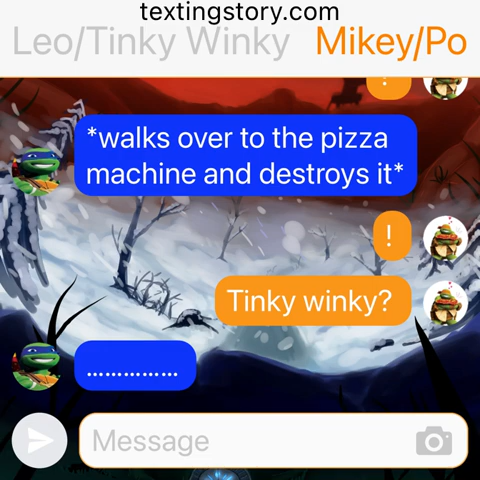 textingstory.com
Leo/Tinky Winky Mikey/Po
!
*walks over to the pizza
machine and destroys it*
!
Tinky winky?
...............
Message